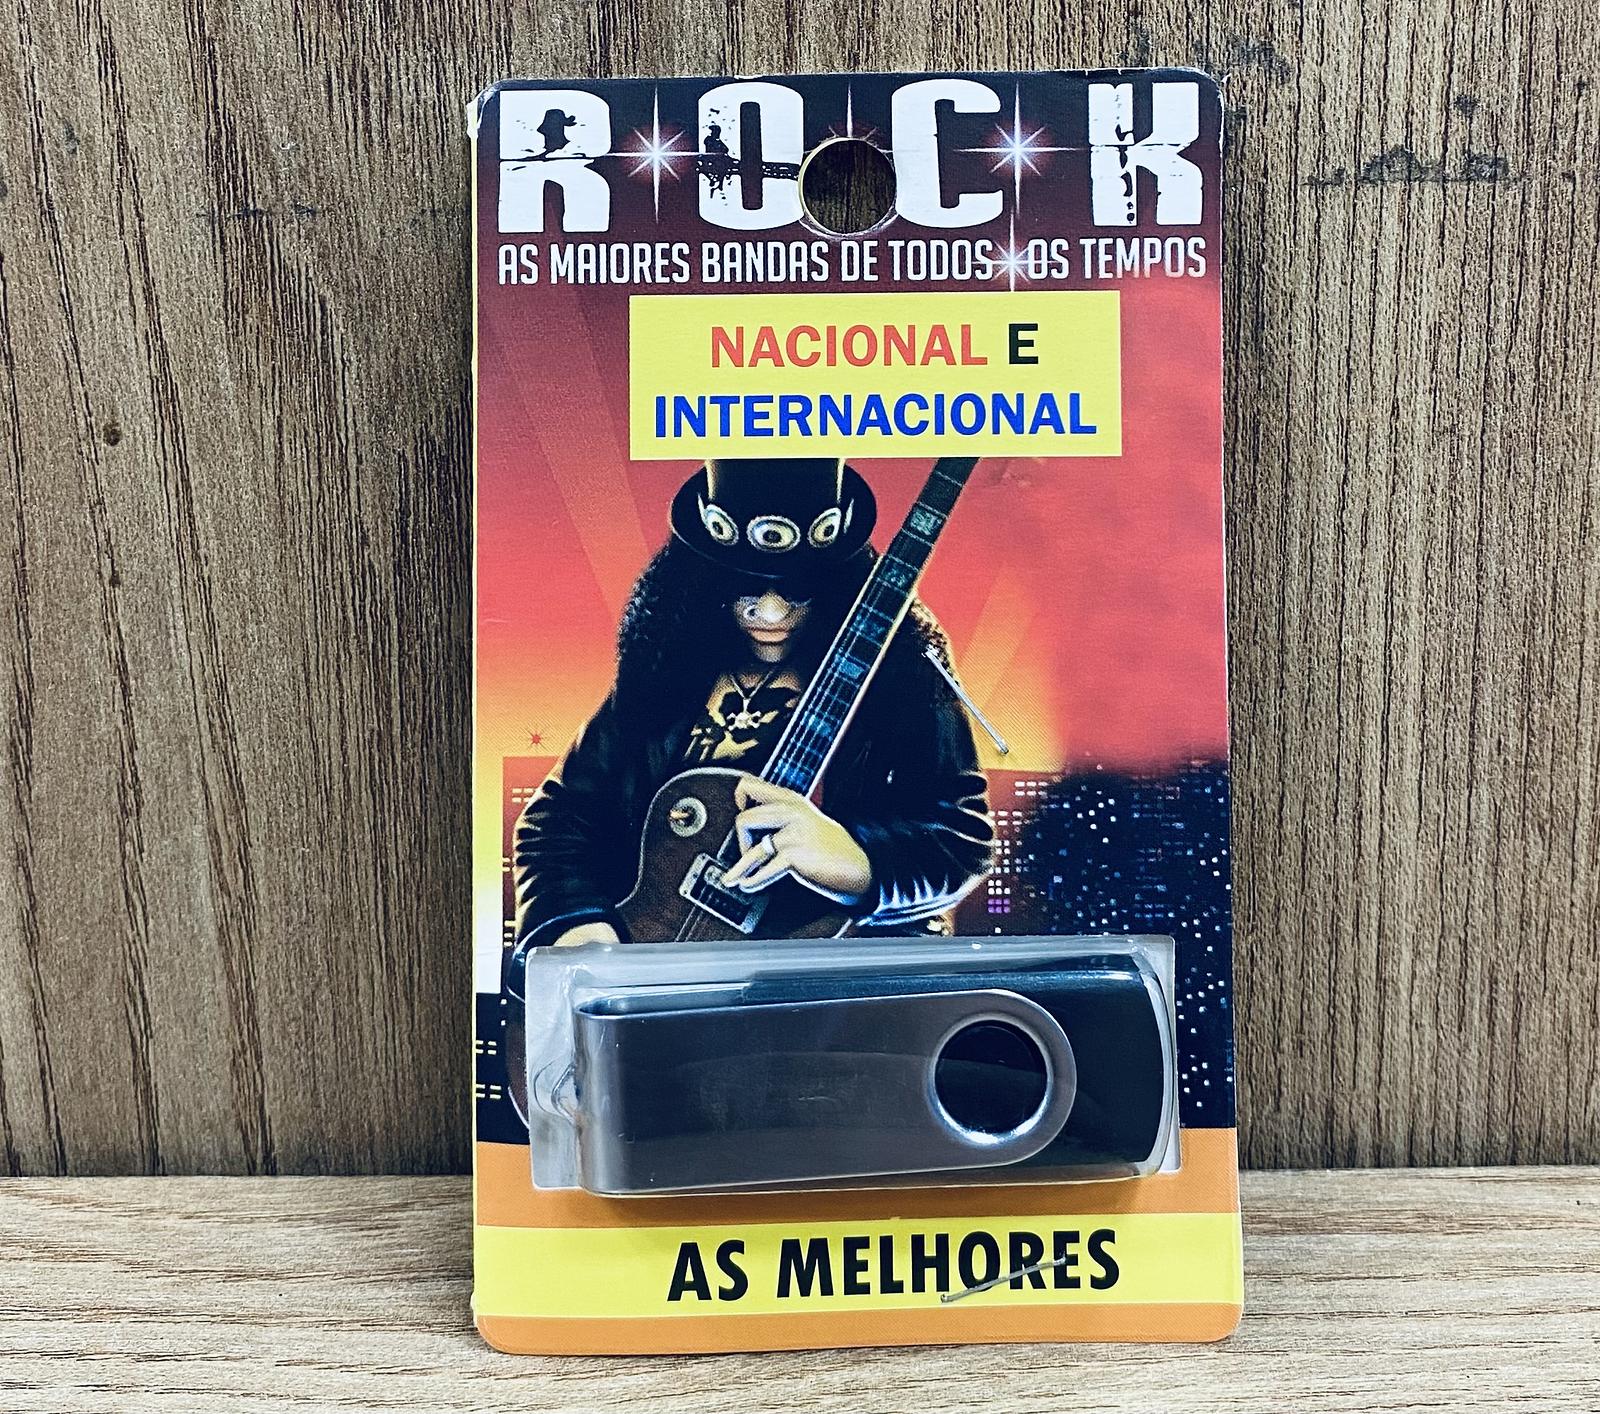 ROCK
AS MAIORES BANDAS DE TODOS OS TEMPOS
NACIONAL E
INTERNACIONAL
AS MELHORES